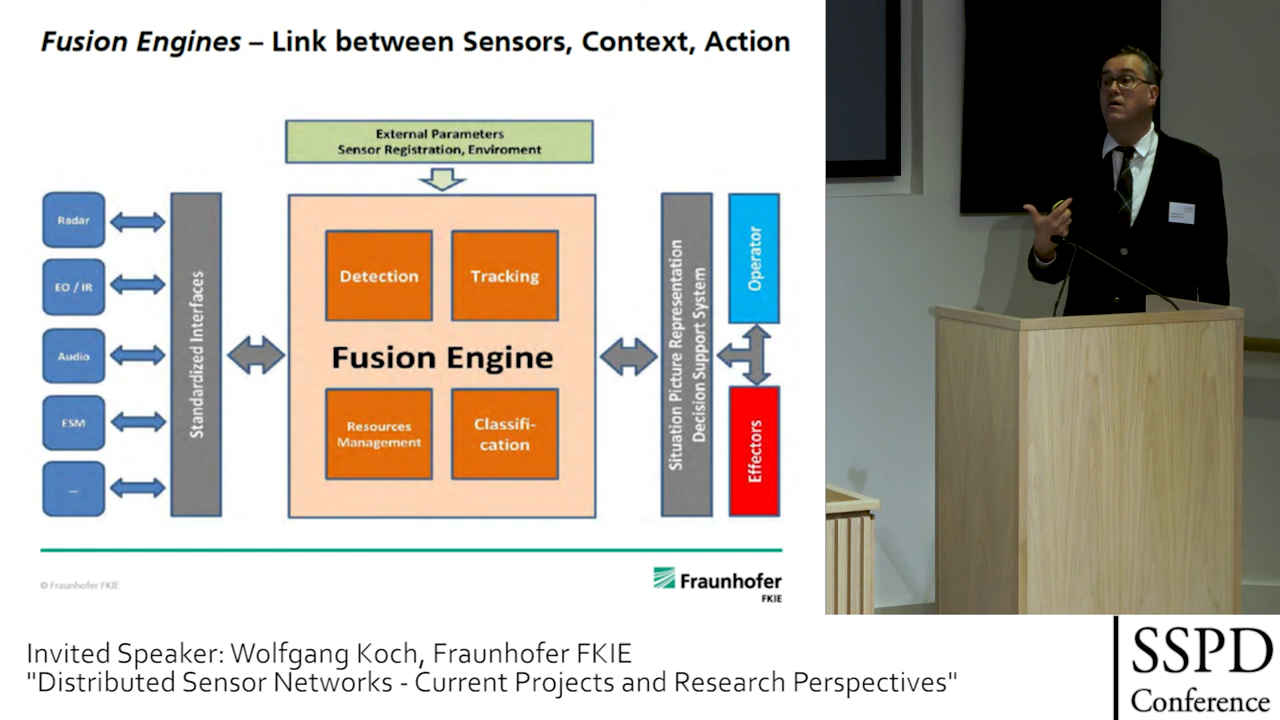 Fusion Engines – Link between Sensors, Context, Action
External Parameters
Sensor Registration, Enviroment
Radar
EO / IR
Audio
ESM
...
Standardized Interfaces
Detection
Tracking
Fusion Engine
Resources
Management
Classifi-
cation
Situation Picture Representation
Decision Support System
Operator
Effectors
© Fraunhofer FKIE
Fraunhofer
FKIE
Invited Speaker: Wolfgang Koch, Fraunhofer FKIE
"Distributed Sensor Networks - Current Projects and Research Perspectives"
SSPD
Conference